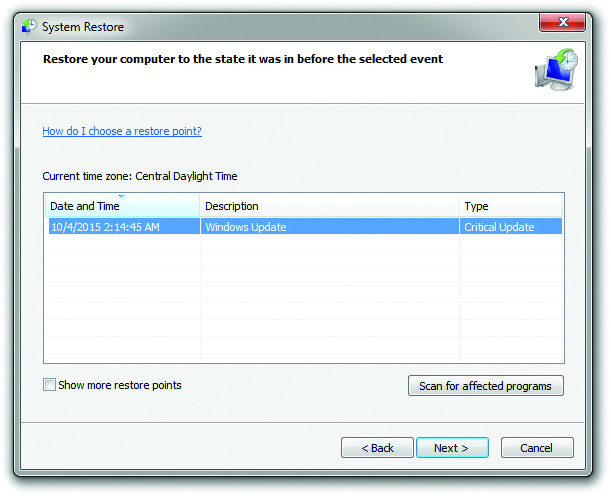 System Restore
Restore your computer to the state it was in before the selected event
How do I choose a restore point?
Current time zone: Central Daylight Time
Date and Time Description Type
10/4/2015 2:14:45 AM Windows Update Critical Update
Show more restore points Scan for affected programs
< Back Next > Cancel